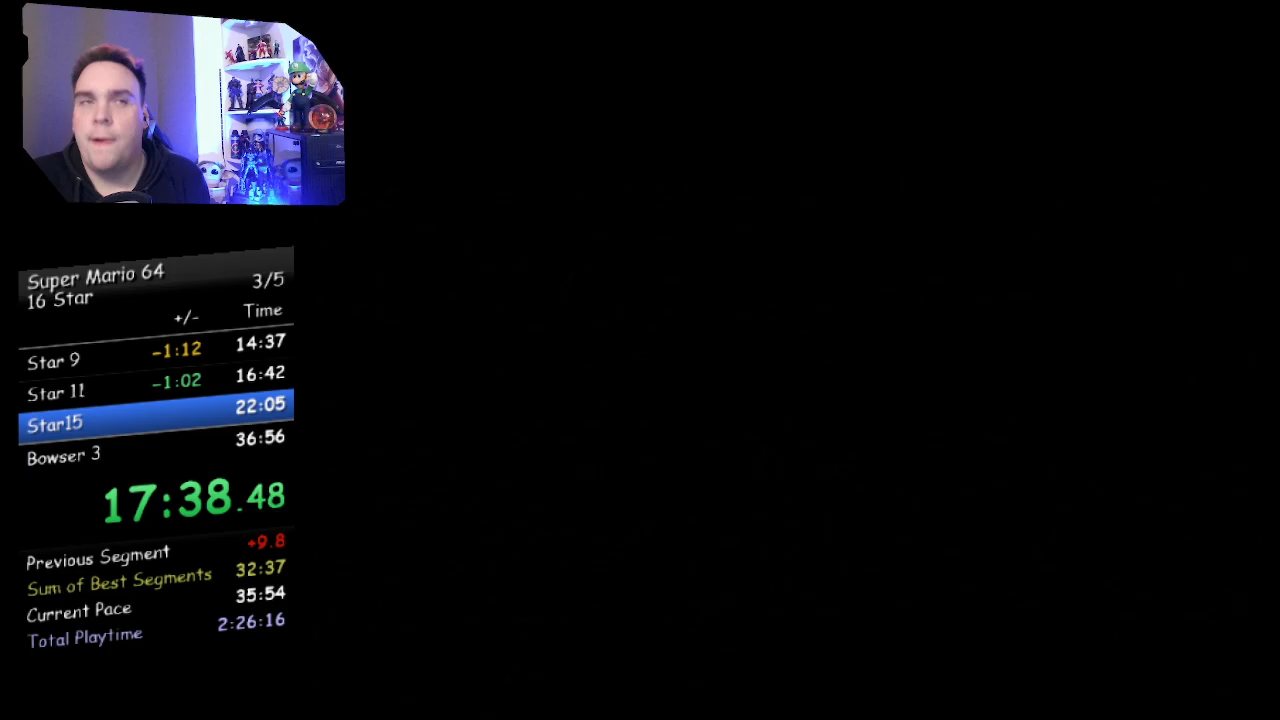 Super Mario 64
16 Star 3/5
+/- Time
Star 9 -1:12 14:37
Star 11 -1:02 16:42
Star15 22:05
Bowser 3 36:56
17:38.48
Previous Segment +9.8
Sum of Best Segments 32:37
Current Pace 35:54
Total Playtime 2:26:16